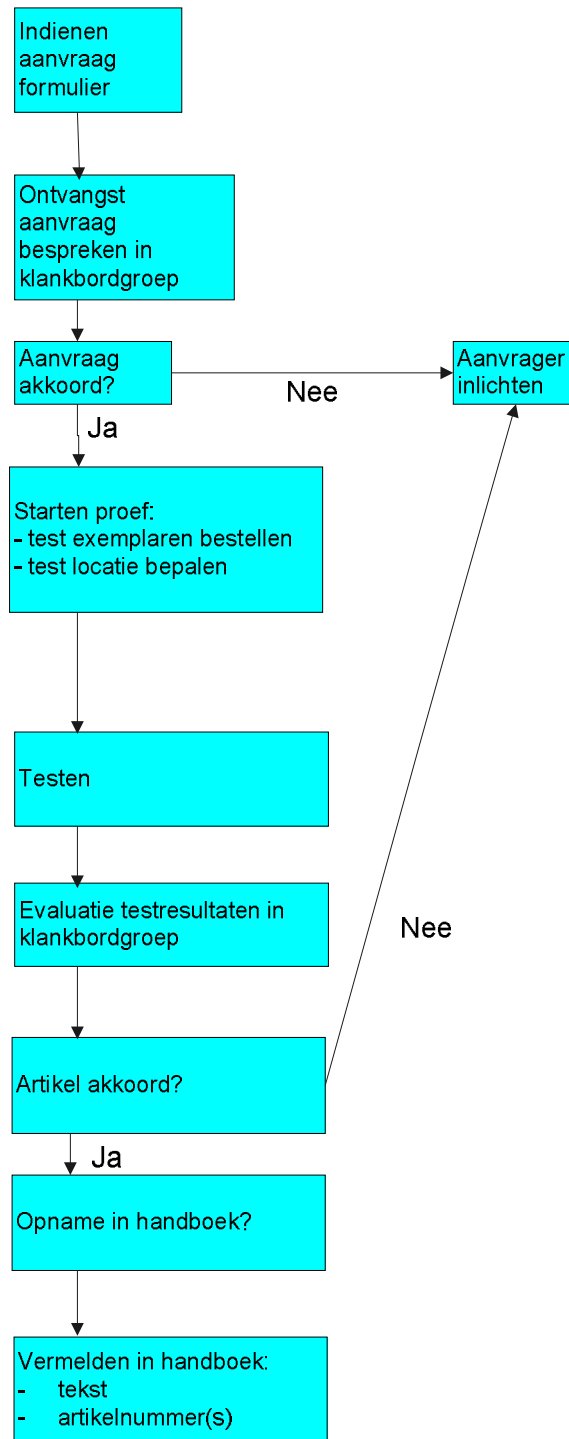 Indienen
aanvraag
formulier
Ontvangst
aanvraag
bespreken in
klankbordgroep
Aanvraag
akkoord?
Nee
Aanvrager
inlichten
Ja
Starten proef:
- test exemplaren bestellen
- test locatie bepalen
Testen
Evaluatie testresultaten in
klankbordgroep
Nee
Artikel akkoord?
Ja
Opname in handboek?
Vermelden in handboek:
- tekst
- artikelnummer(s)